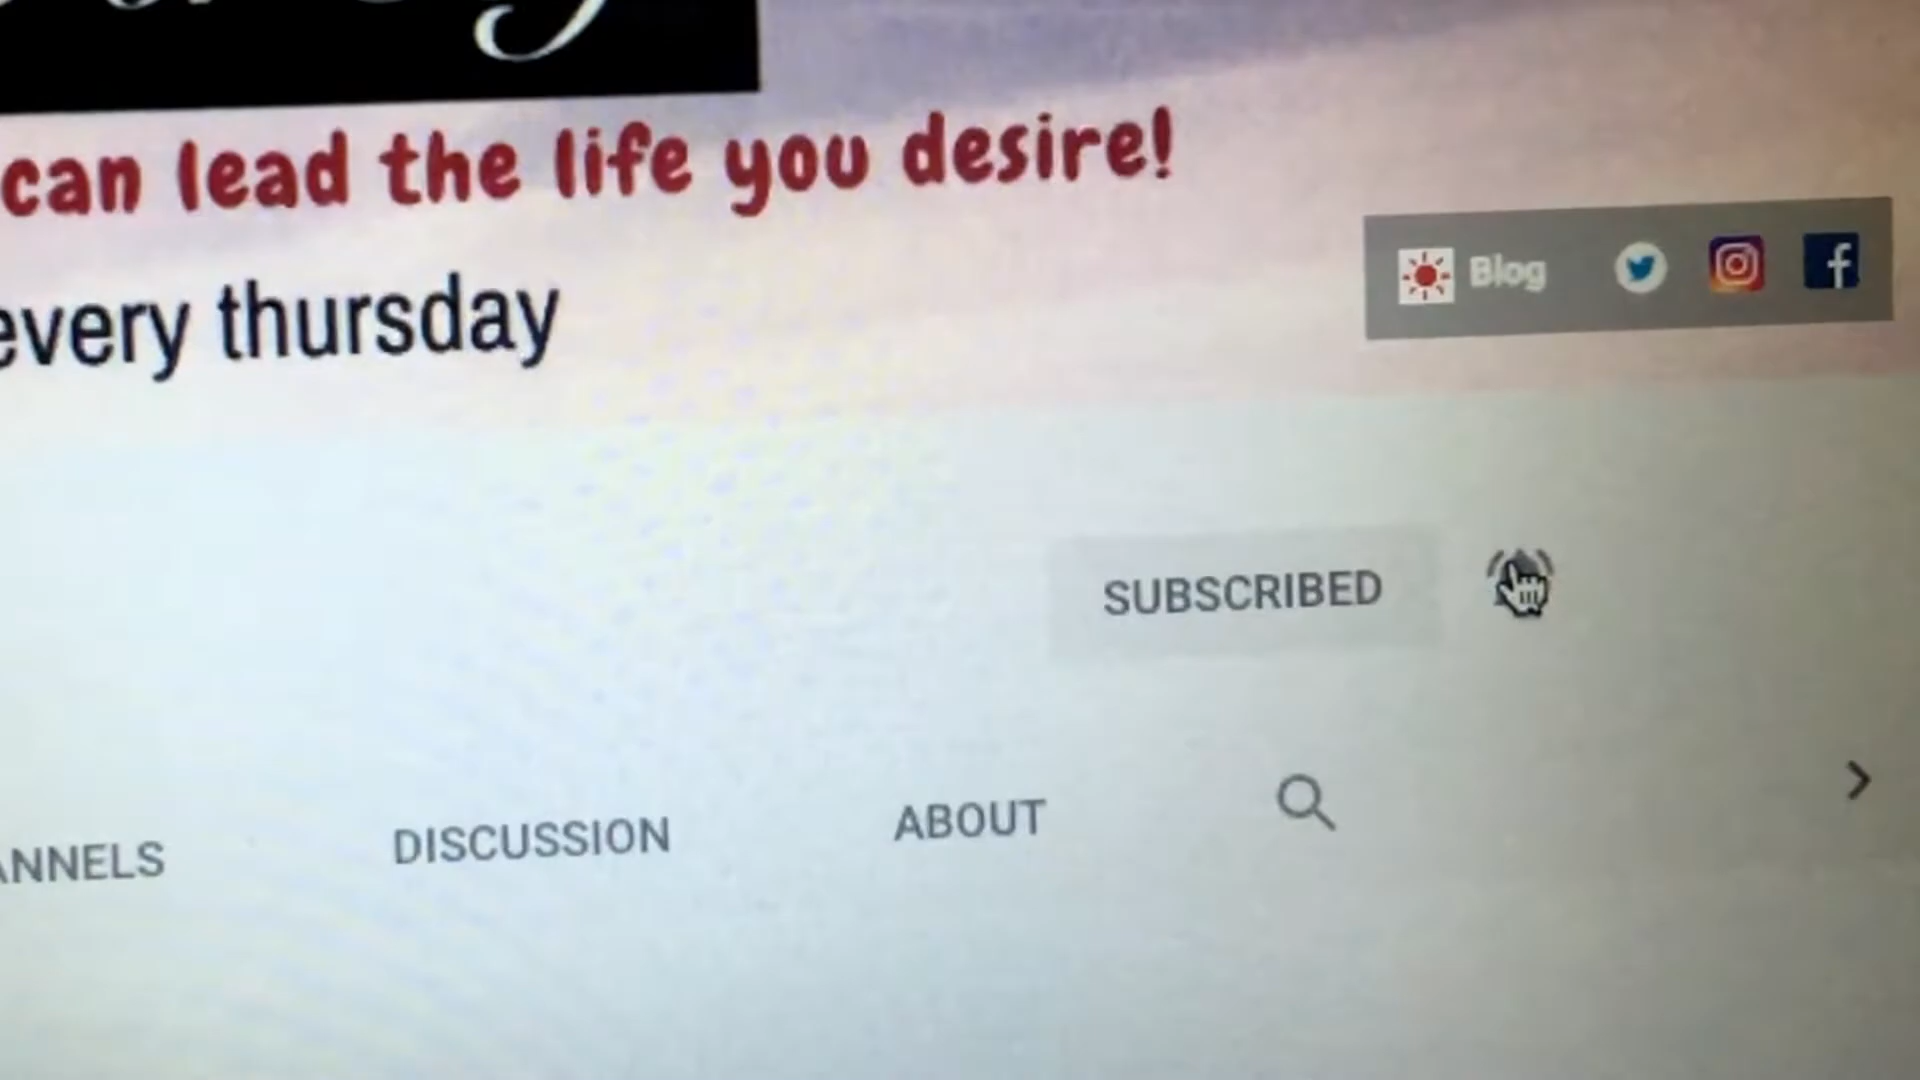 can lead the life you desire!
every thursday
Blog
SUBSCRIBED
ANNELS
DISCUSSION
ABOUT